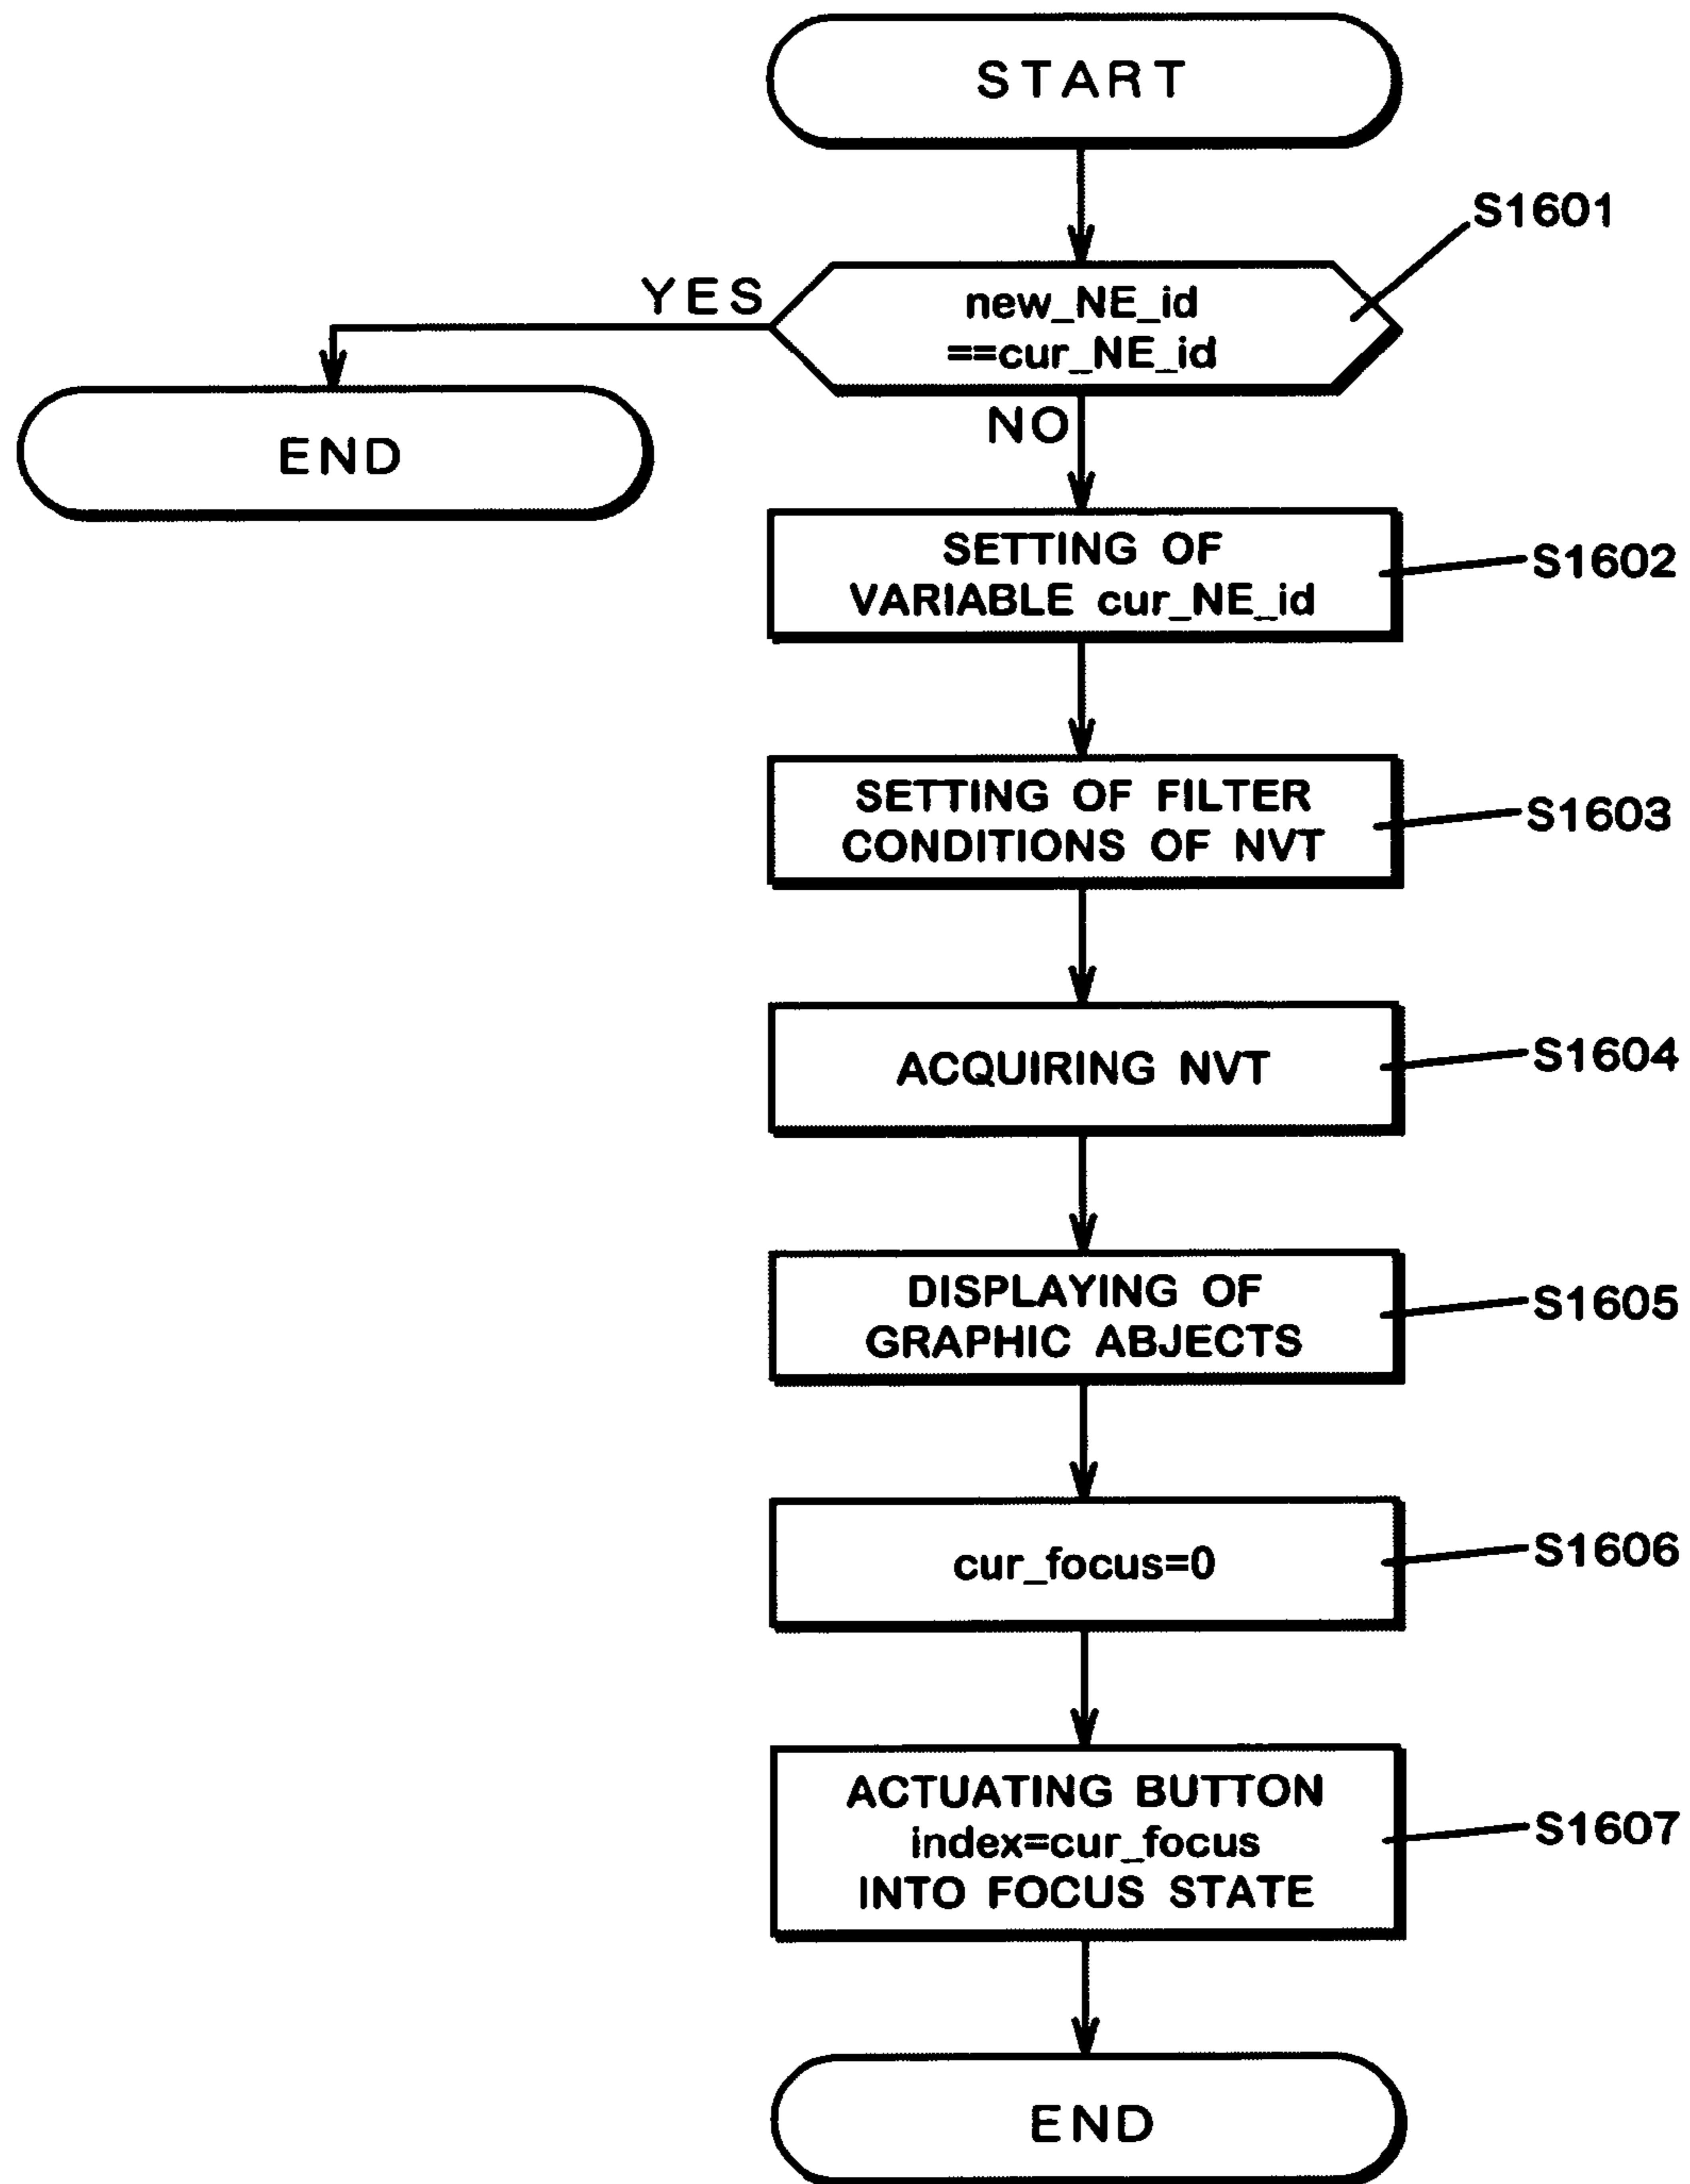 START
S1601
YES
new_NE_id
==cur_NE_id
END
NO
SETTING OF
VARIABLE cur_NE_id
S1602
SETTING OF FILTER
CONDITIONS OF NVT
S1603
ACQUIRING NVT
S1604
DISPLAYING OF
GRAPHIC ABJECTS
S1605
cur_focus=0
S1606
ACTUATING BUTTON
index=cur_focus
INTO FOCUS STATE
S1607
END